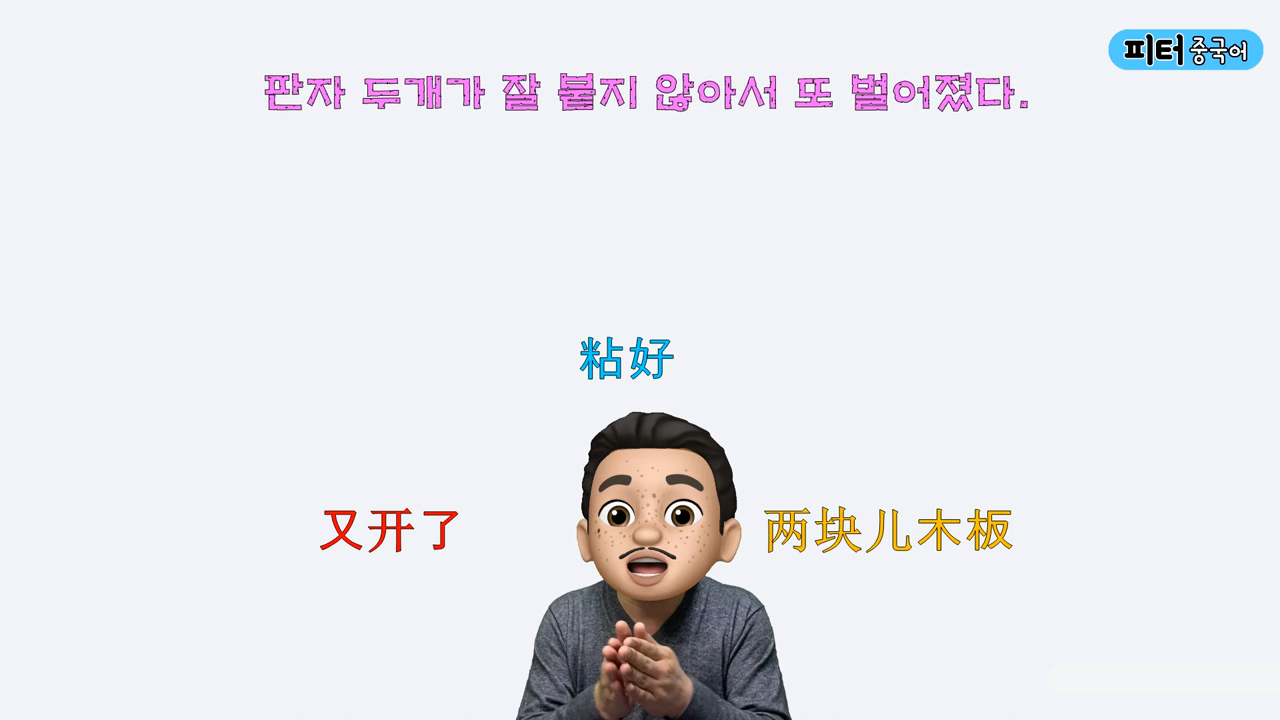 피터 중국어
판자 두개가 잘 붙지 않아서 또 벌어졌다.
粘好
又开了
两块儿木板